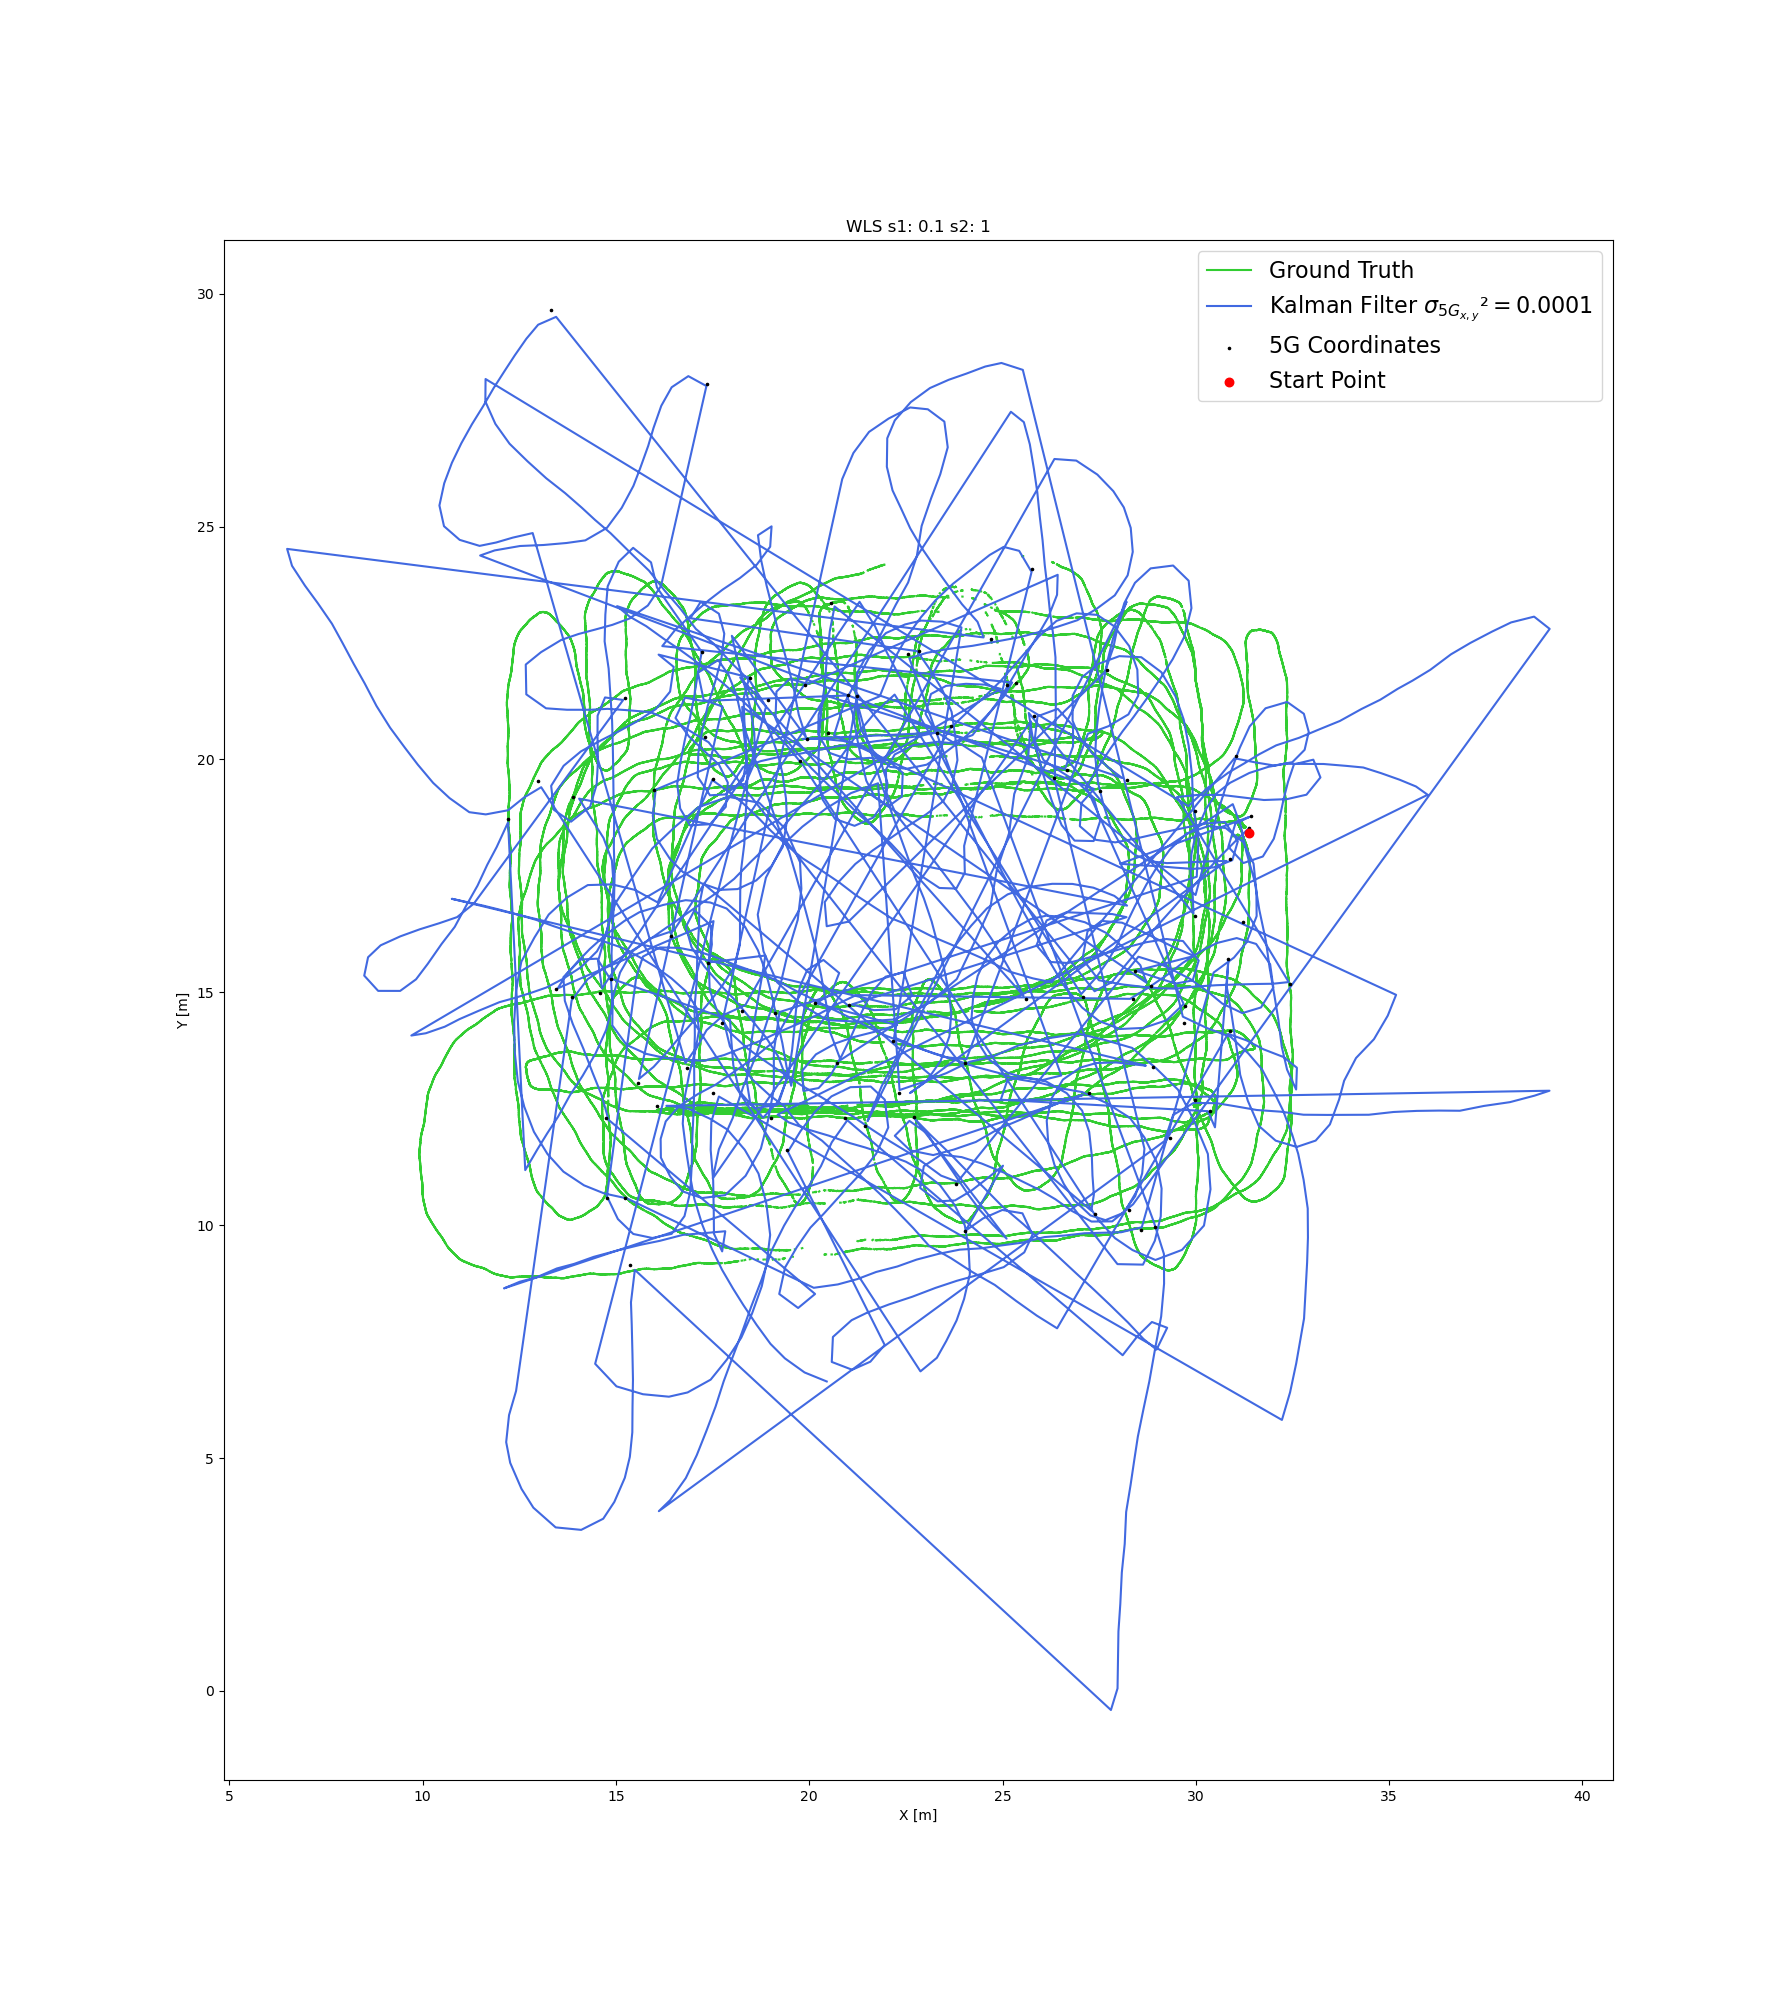 WLS s1: 0.1 s2: 1
Ground Truth
Kalman Filter σ5Gx,y² = 0.0001
5G Coordinates
Start Point
30
25
20
15
10
5
0
Y [m]
5 10 15 20 25 30 35 40
X [m]